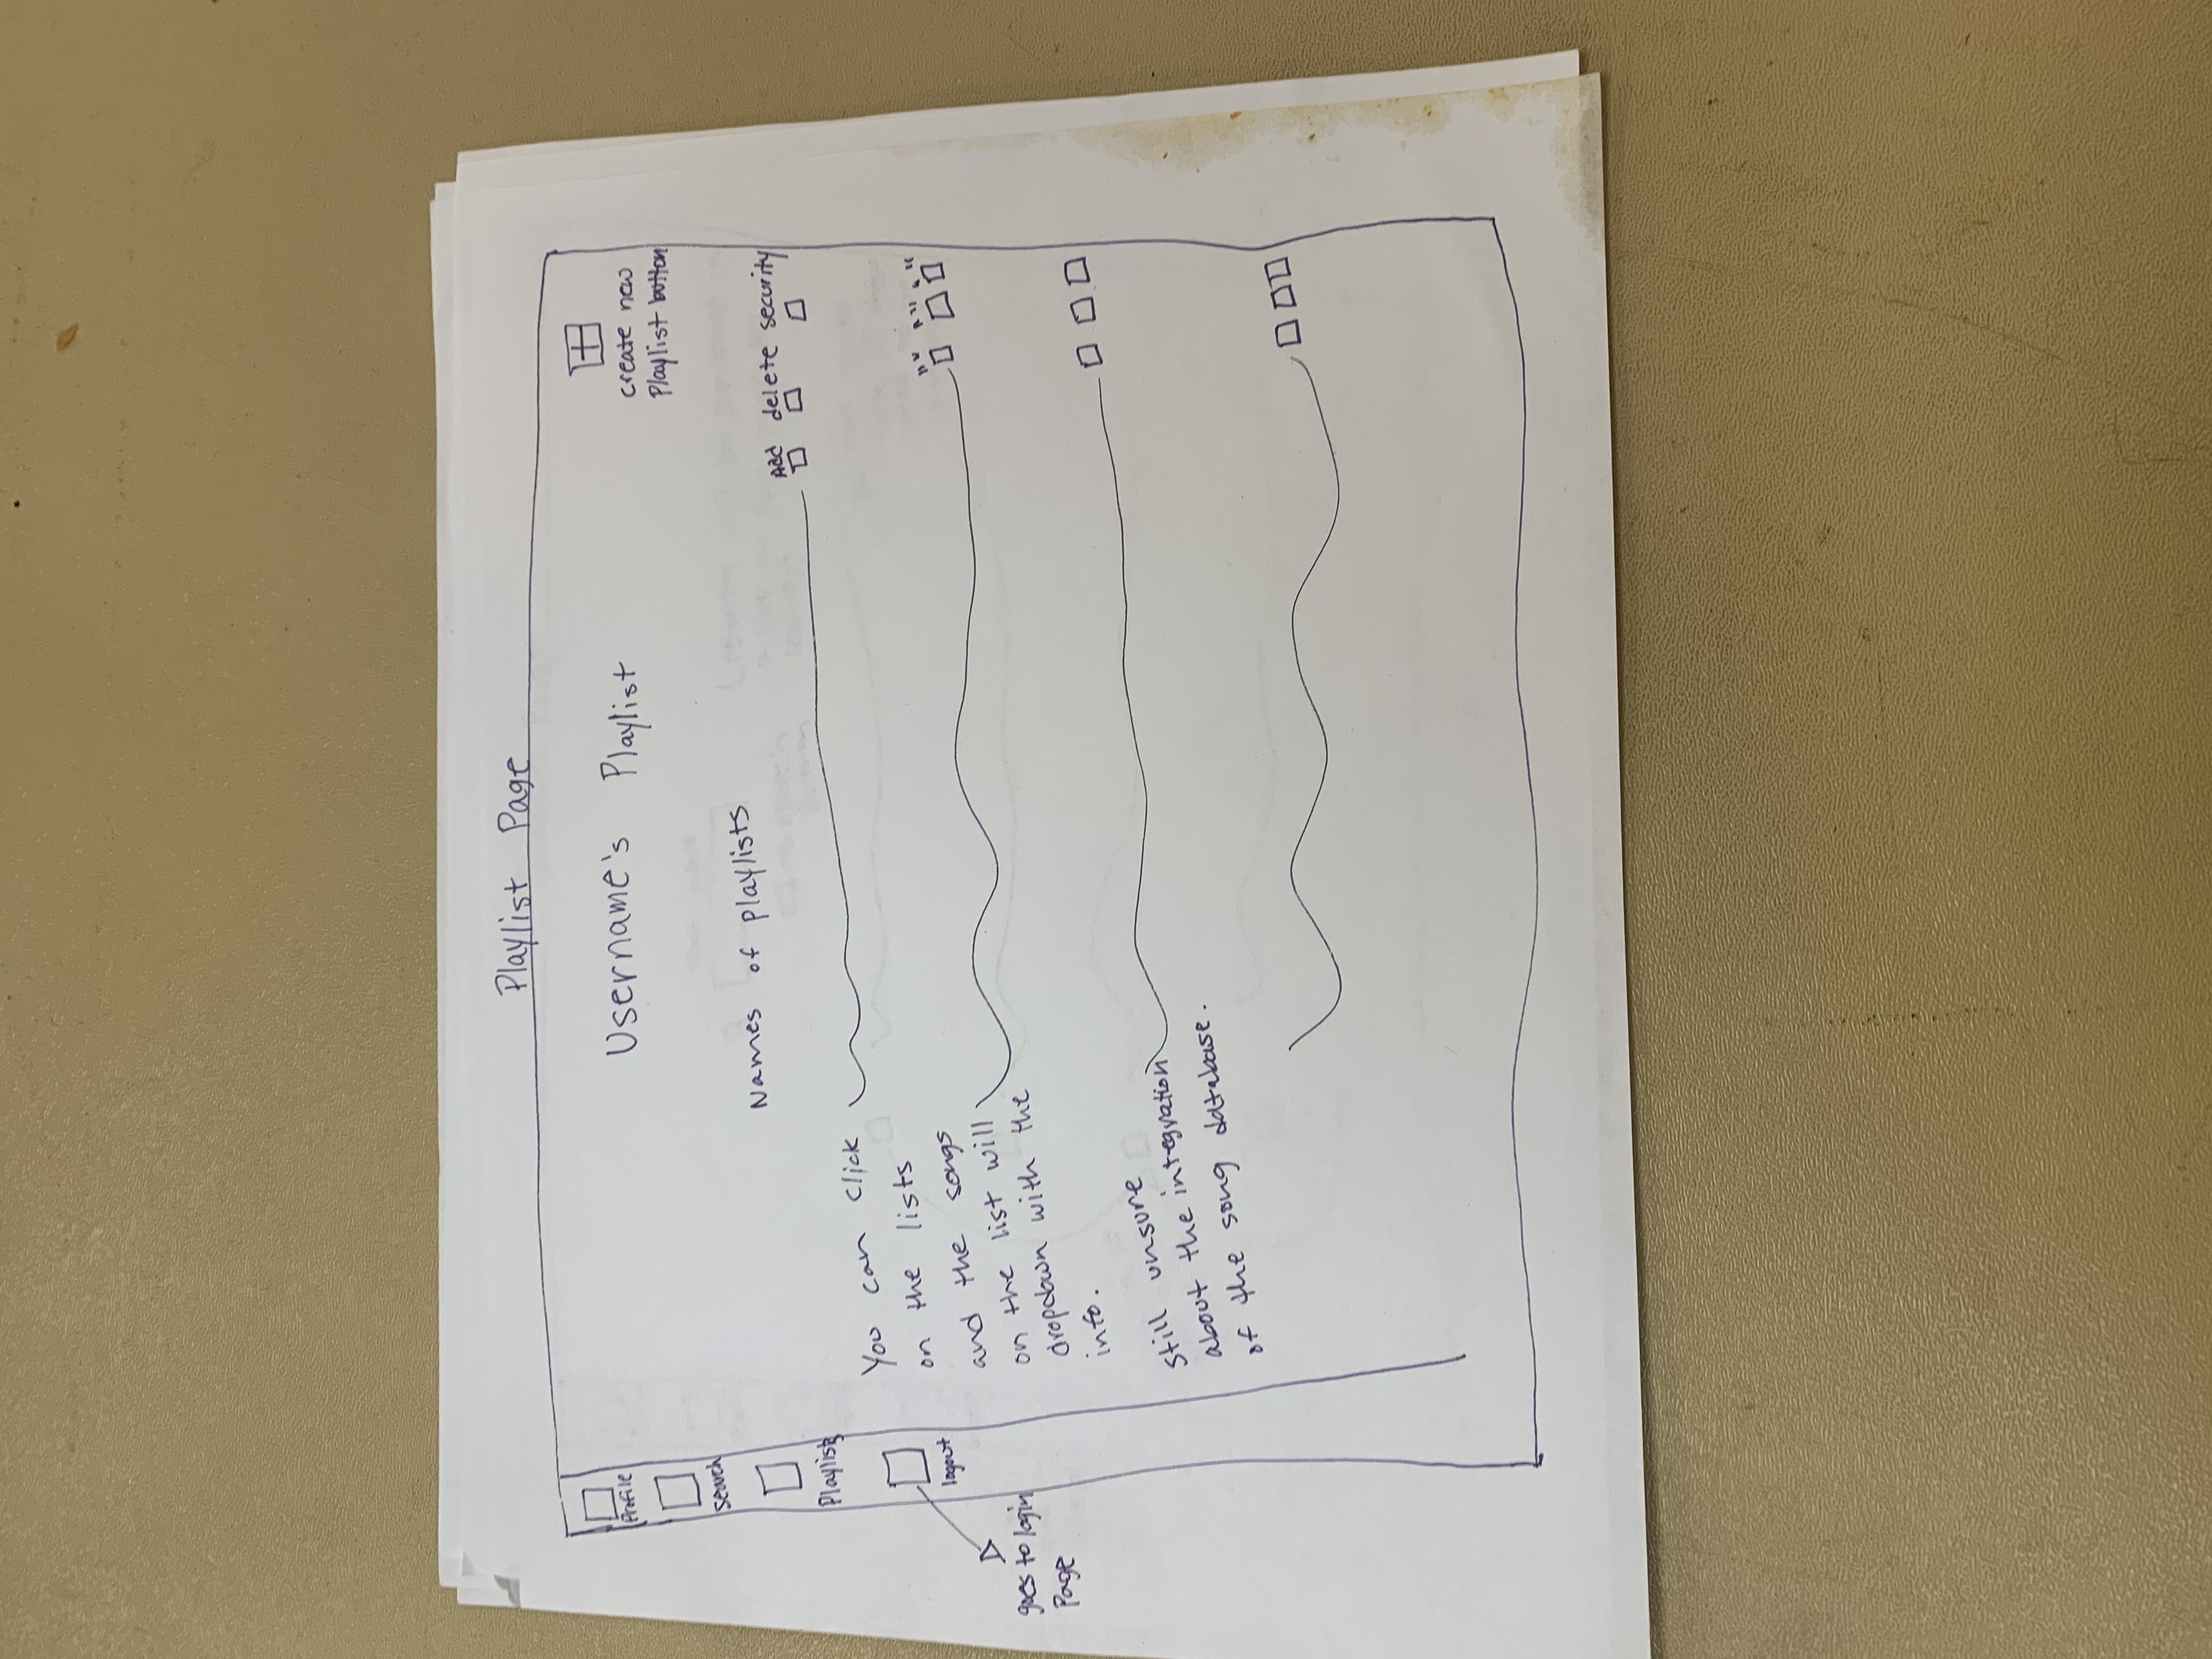 Playlist Page
Profile
Search
Playlists
logout
goes to login
Page
Username's Playlist
create new
Playlist button
Names of playlists
Add delete security
You can click
on the lists
and the songs
on the list will
dropdown with the
info.
Still unsure
about the integration
of the song database.
" " " " " "